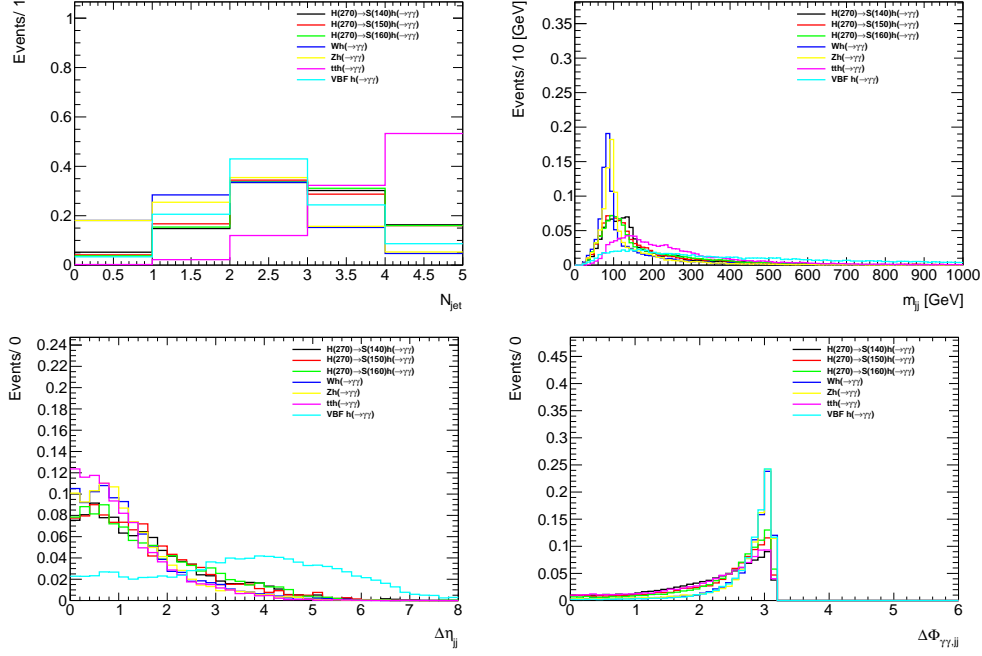 Events/ 1
H(270)→S(140)h(→γγ)
H(270)→S(150)h(→γγ)
H(270)→S(160)h(→γγ)
Wh(→γγ)
Zh(→γγ)
tth(→γγ)
VBF h(→γγ)
1
0.8
0.6
0.4
0.2
0
0 0.5 1 1.5 2 2.5 3 3.5 4 4.5 5
N_jet
Events/ 10 [GeV]
H(270)→S(140)h(→γγ)
H(270)→S(150)h(→γγ)
H(270)→S(160)h(→γγ)
Wh(→γγ)
Zh(→γγ)
tth(→γγ)
VBF h(→γγ)
0.35
0.3
0.25
0.2
0.15
0.1
0.05
0
0 100 200 300 400 500 600 700 800 900 1000
m_jj [GeV]
Events/ 0
H(270)→S(140)h(→γγ)
H(270)→S(150)h(→γγ)
H(270)→S(160)h(→γγ)
Wh(→γγ)
Zh(→γγ)
tth(→γγ)
VBF h(→γγ)
0.24
0.22
0.2
0.18
0.16
0.14
0.12
0.1
0.08
0.06
0.04
0.02
0
0 1 2 3 4 5 6 7 8
Δη_jj
Events/ 0
H(270)→S(140)h(→γγ)
H(270)→S(150)h(→γγ)
H(270)→S(160)h(→γγ)
Wh(→γγ)
Zh(→γγ)
tth(→γγ)
VBF h(→γγ)
0.45
0.4
0.35
0.3
0.25
0.2
0.15
0.1
0.05
0
0 1 2 3 4 5 6
ΔΦ_γγ,jj